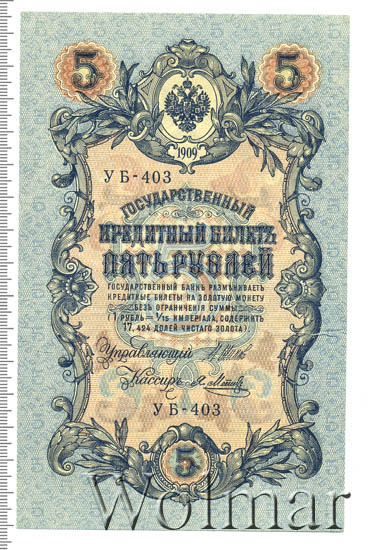 5 5
1909
УБ-403
ГОСУДАРСТВЕННЫЙ
КРЕДИТНЫЙ БИЛЕТЪ
ПЯТЬ РУБЛЕЙ
ГОСУДАРСТВЕННЫЙ БАНКЪ РАЗМѢНИВАЕТЪ
КРЕДИТНЫЕ БИЛЕТЫ НА ЗОЛОТУЮ МОНЕТУ
БЕЗЪ ОГРАНИЧЕНІЯ СУММЫ
(1 РУБЛЬ = 1/15 ИМПЕРІАЛА, СОДЕРЖИТЪ
17,424 ДОЛЕЙ ЧИСТАГО ЗОЛОТА).
Управляющій
Кассиръ
УБ-403
5
Wolmar